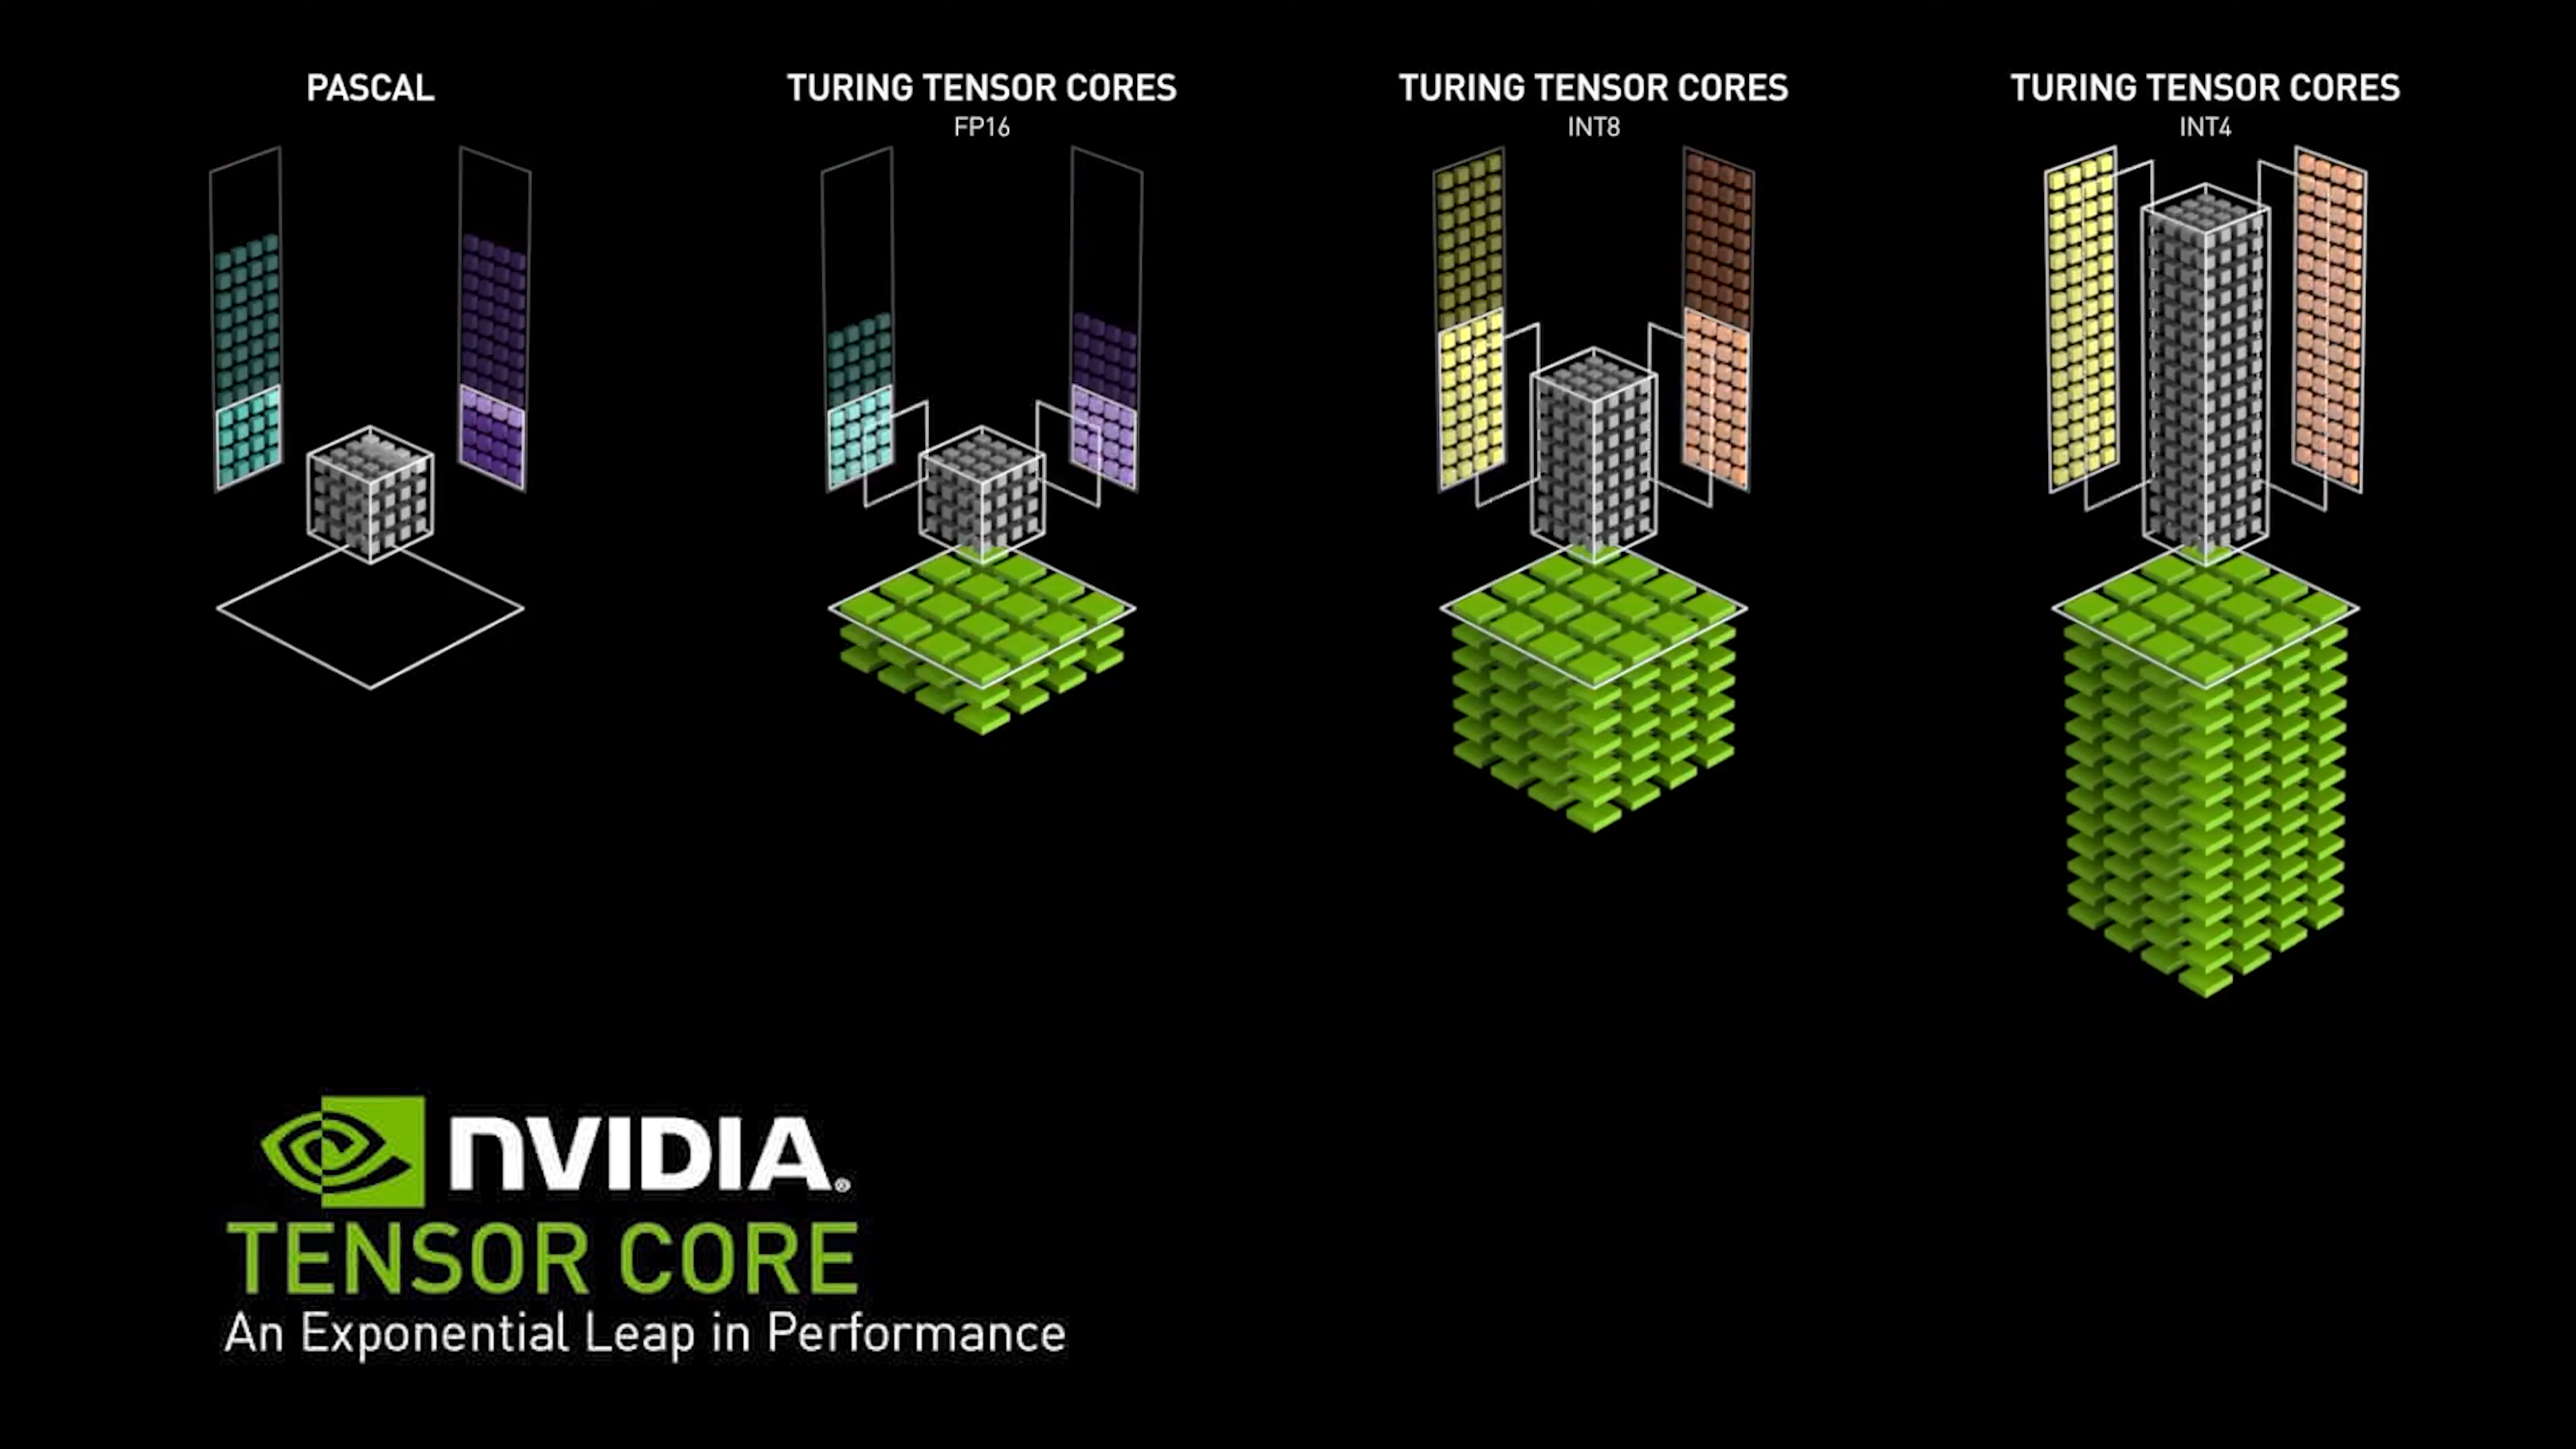 PASCAL
TURING TENSOR CORES
FP16
TURING TENSOR CORES
INT8
TURING TENSOR CORES
INT4
NVIDIA®
TENSOR CORE
An Exponential Leap in Performance